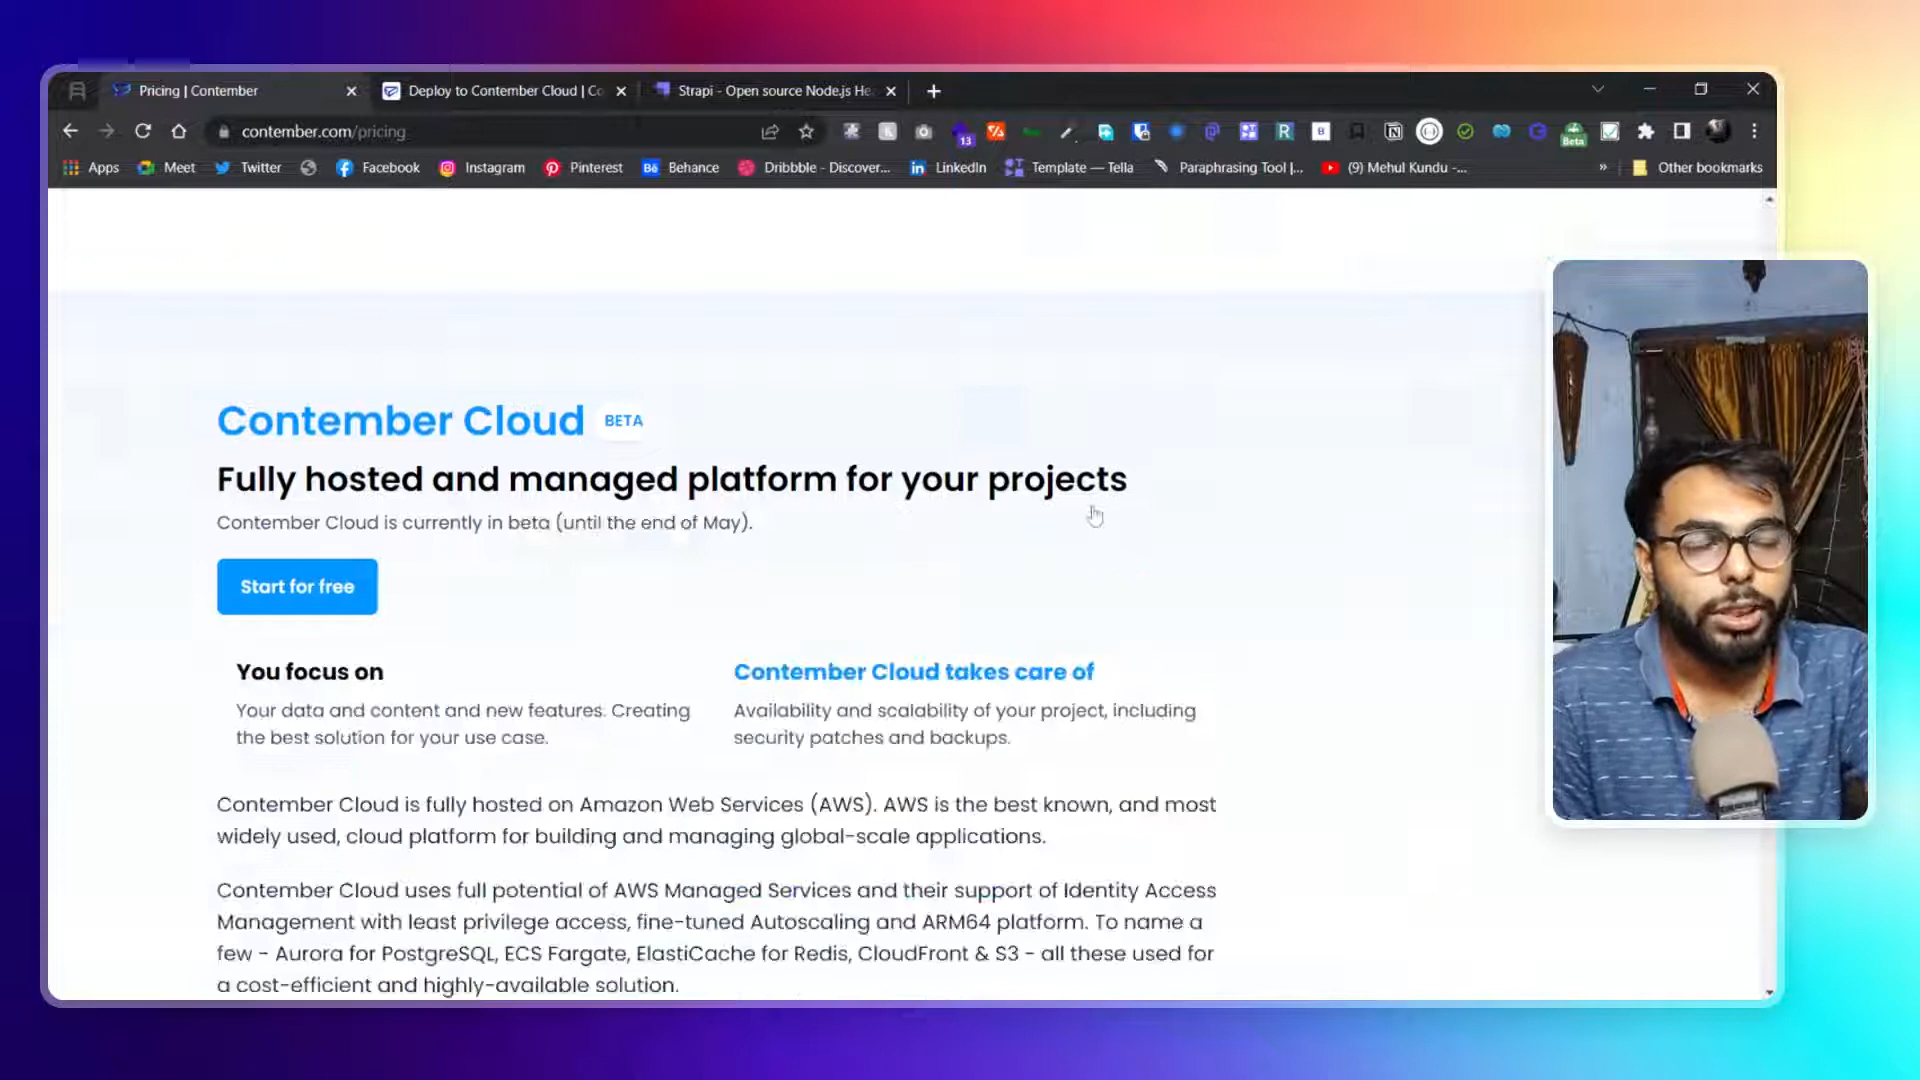 Pricing | Contember
Deploy to Contember Cloud | Co
Strapi - Open source Node.js He
contember.com/pricing
13
R
B
Beta
Apps
Meet
Twitter
Facebook
Instagram
Pinterest
Bē Behance
Dribbble - Discover...
in LinkedIn
Template — Tella
Paraphrasing Tool |...
(9) Mehul Kundu -...
»
Other bookmarks
Contember Cloud BETA
Fully hosted and managed platform for your projects
Contember Cloud is currently in beta (until the end of May).
Start for free
You focus on
Your data and content and new features. Creating
the best solution for your use case.
Contember Cloud takes care of
Availability and scalability of your project, including
security patches and backups.
Contember Cloud is fully hosted on Amazon Web Services (AWS). AWS is the best known, and most
widely used, cloud platform for building and managing global-scale applications.
Contember Cloud uses full potential of AWS Managed Services and their support of Identity Access
Management with least privilege access, fine-tuned Autoscaling and ARM64 platform. To name a
few - Aurora for PostgreSQL, ECS Fargate, ElastiCache for Redis, CloudFront & S3 - all these used for
a cost-efficient and highly-available solution.